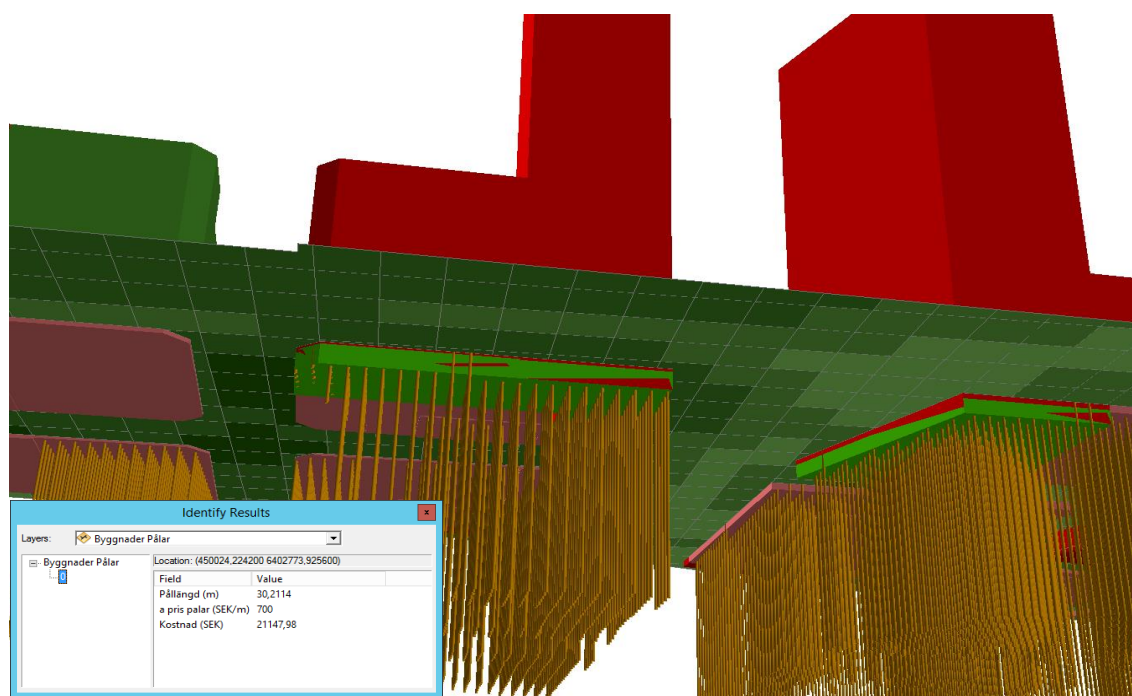 Identify Results
x
Layers: Byggnader Pålar
Byggnader Pålar
0
Location: (450024,224200 6402773,925600)
Field Value
Pållängd (m) 30,2114
a pris palar (SEK/m) 700
Kostnad (SEK) 21147,98